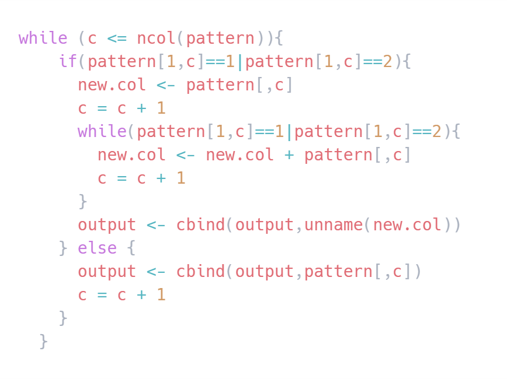 while (c <= ncol(pattern)){
    if(pattern[1,c]==1|pattern[1,c]==2){
      new.col <- pattern[,c]
      c = c + 1
      while(pattern[1,c]==1|pattern[1,c]==2){
        new.col <- new.col + pattern[,c]
        c = c + 1
      }
      output <- cbind(output,unname(new.col))
    } else {
      output <- cbind(output,pattern[,c])
      c = c + 1
    }
  }